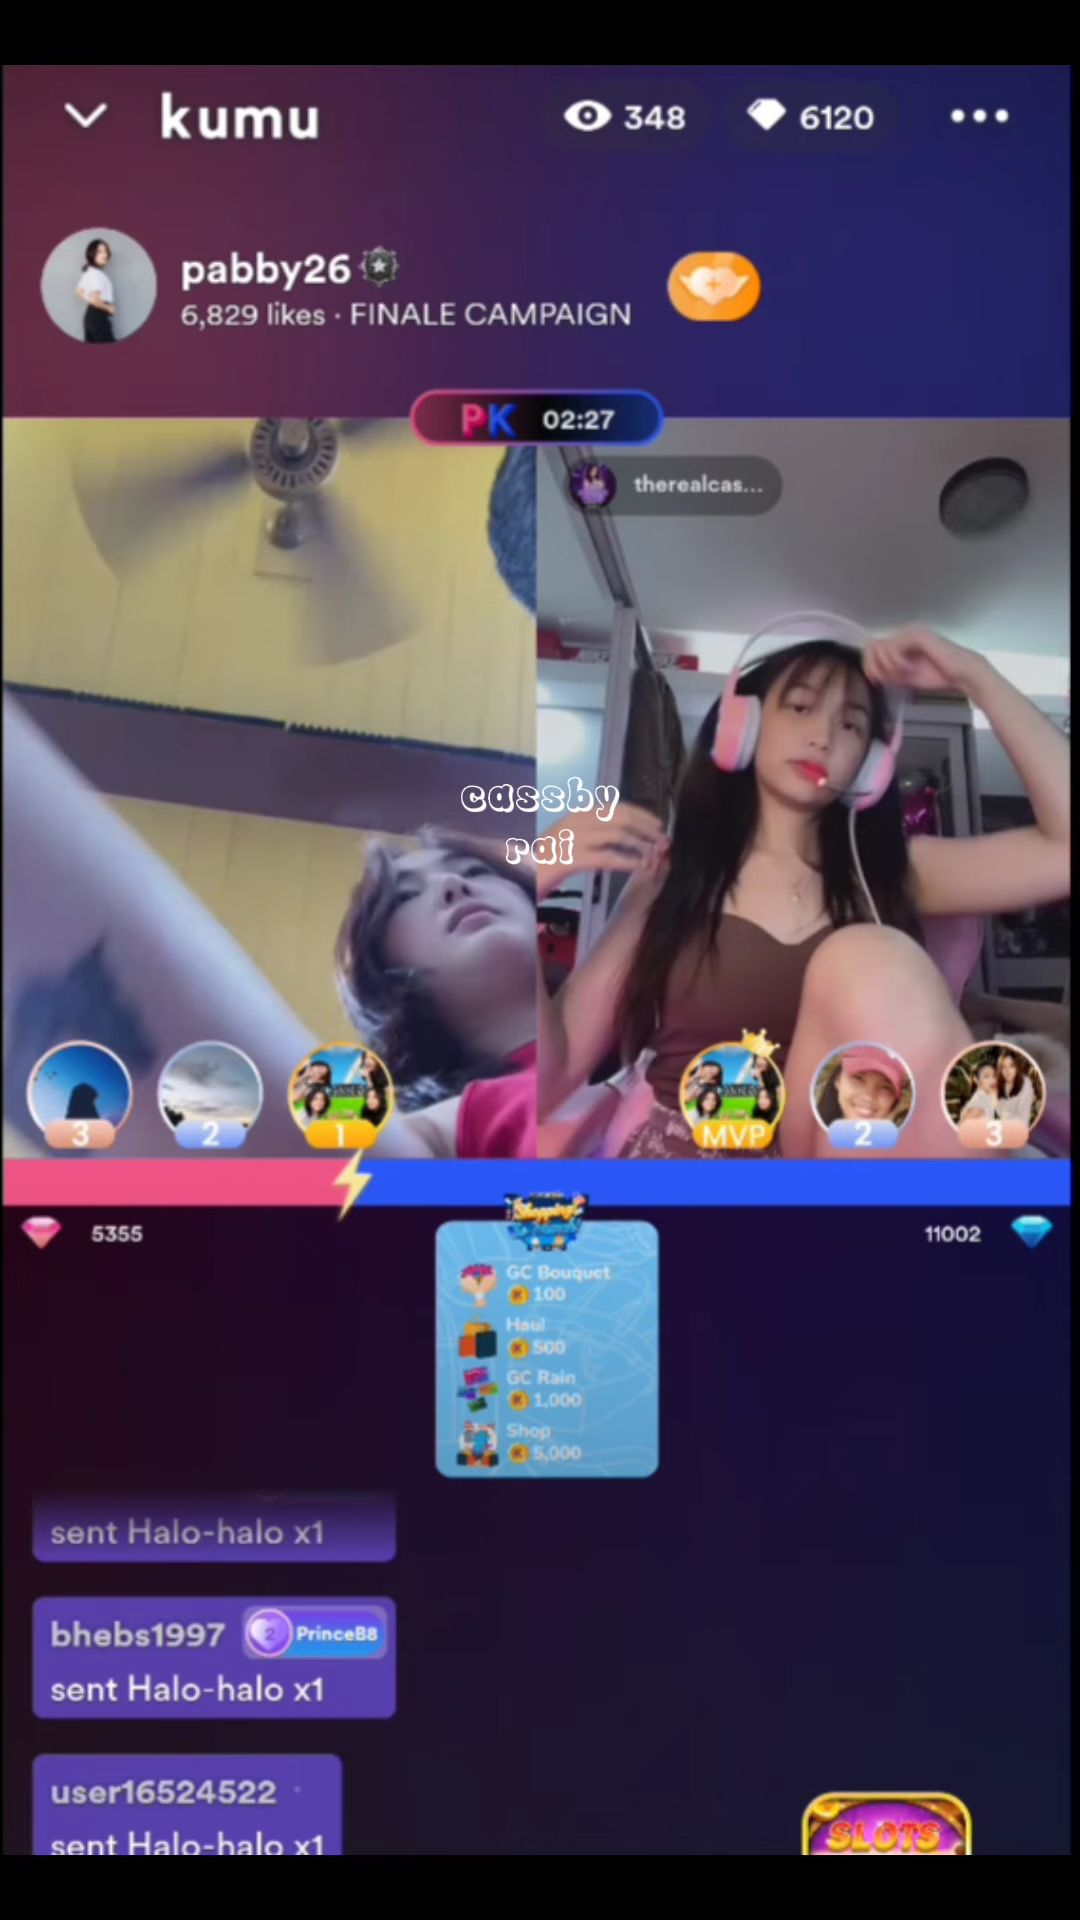 kumu
348
6120
pabby26
6,829 likes · FINALE CAMPAIGN
PK 02:27
therealcas...
cassby
rai
3
2
1
MVP
2
3
5355
11002
Shopping
GC Bouquet
100
Haul
500
GC Rain
1,000
Shop
5,000
sent Halo-halo x1
bhebs1997 2 PrinceB8
sent Halo-halo x1
user16524522
sent Halo-halo x1
SLOTS